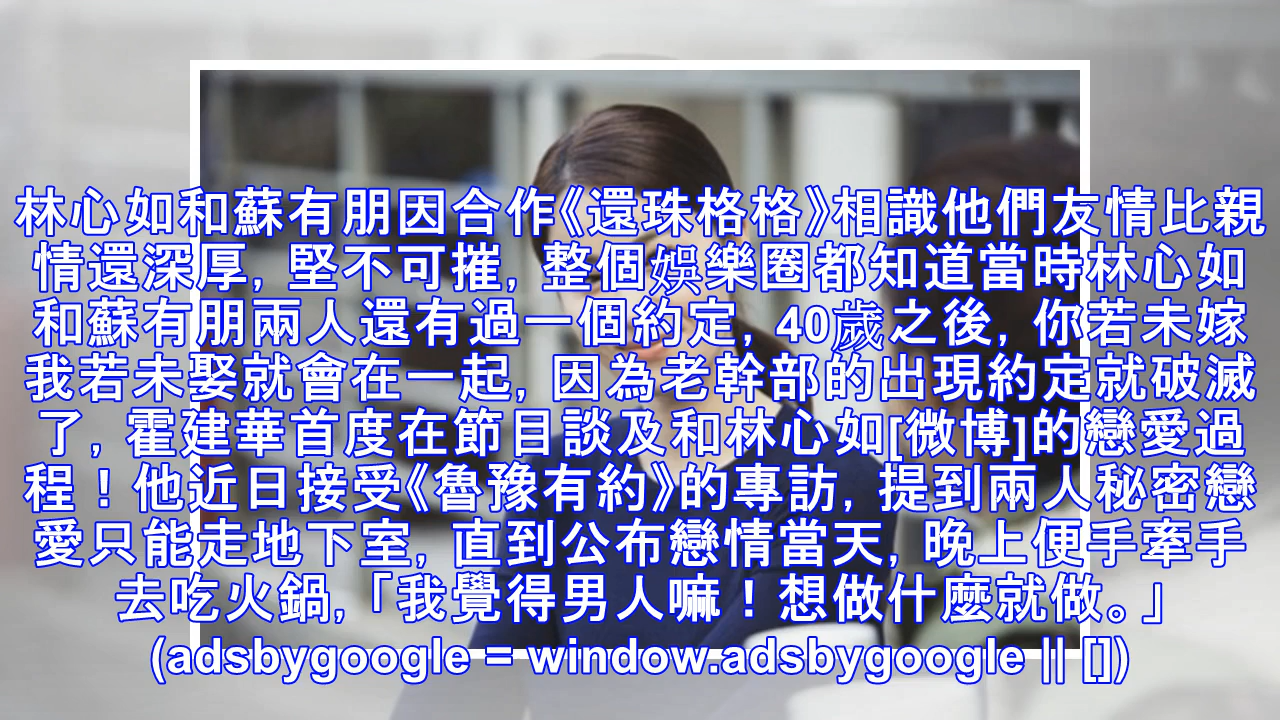 林心如和蘇有朋因合作《還珠格格》相識他們友情比親
情還深厚, 堅不可摧, 整個娛樂圈都知道當時林心如
和蘇有朋兩人還有過一個約定, 40歲之後, 你若未嫁
我若未娶就會在一起, 因為老幹部的出現約定就破滅
了, 霍建華首度在節目談及和林心如[微博]的戀愛過
程！他近日接受《魯豫有約》的專訪, 提到兩人秘密戀
愛只能走地下室, 直到公布戀情當天, 晚上便手牽手
去吃火鍋,「我覺得男人嘛！想做什麼就做。」
(adsbygoogle = window.adsbygoogle || [])